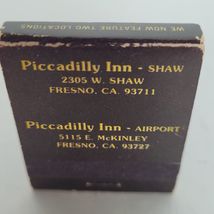 WE NOW FEATURE TWO LOCATIONS
Piccadilly Inn - SHAW
2305 W. SHAW
FRESNO, CA. 93711
Piccadilly Inn - AIRPORT
5115 E. McKINLEY
FRESNO, CA. 93727